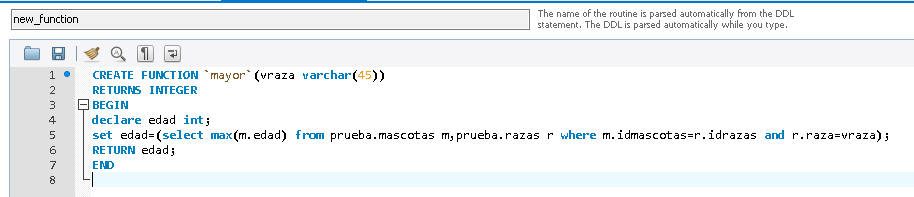 new_function
The name of the routine is parsed automatically from the DDL
statement. The DDL is parsed automatically while you type.
1 CREATE FUNCTION `mayor`(vraza varchar(45))
2 RETURNS INTEGER
3 BEGIN
4 declare edad int;
5 set edad=(select max(m.edad) from prueba.mascotas m,prueba.razas r where m.idmascotas=r.idrazas and r.raza=vraza);
6 RETURN edad;
7 END
8